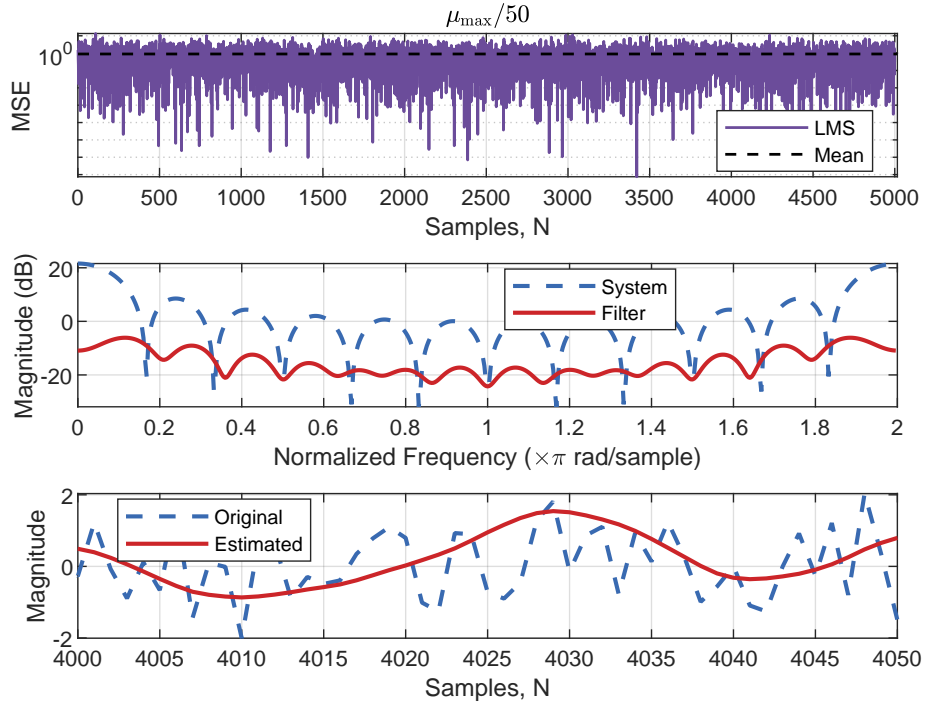 μmax/50
10^0
MSE
LMS
Mean
0 500 1000 1500 2000 2500 3000 3500 4000 4500 5000
Samples, N
Magnitude (dB)
20
0
-20
System
Filter
0 0.2 0.4 0.6 0.8 1 1.2 1.4 1.6 1.8 2
Normalized Frequency (×π rad/sample)
Magnitude
2
0
-2
Original
Estimated
4000 4005 4010 4015 4020 4025 4030 4035 4040 4045 4050
Samples, N